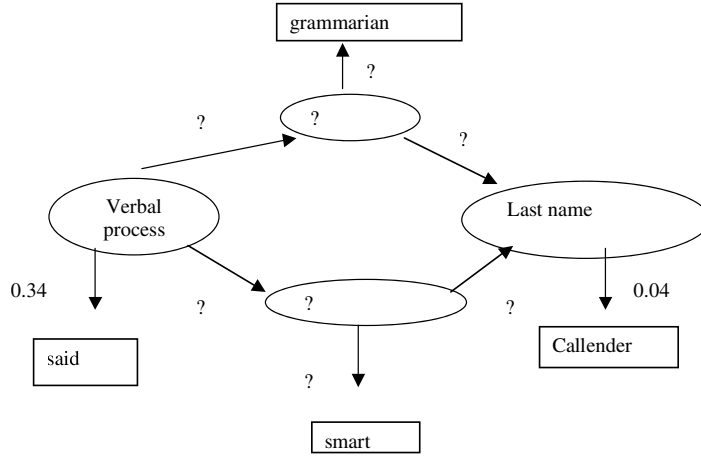 grammarian
?
?
?
?
Verbal
process
Last name
0.34
?
?
?
0.04
said
Callender
?
smart